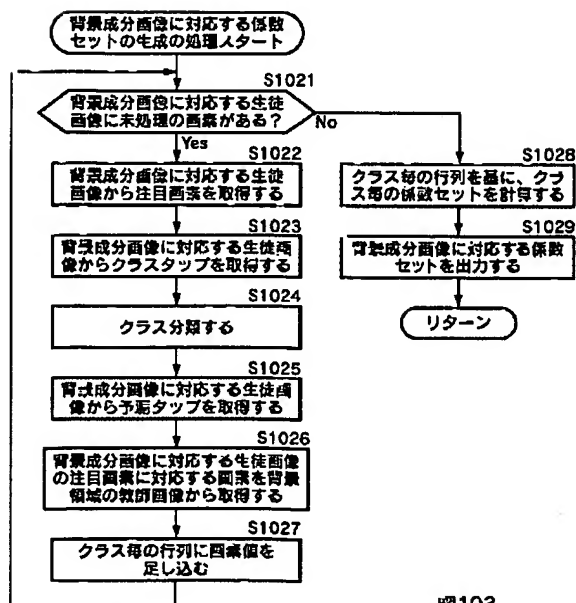 背景成分画像に対応する係数
セットの生成の処理スタート
S1021
背景成分画像に対応する生徒
画像に未処理の画素がある?
No
Yes
S1022
背景成分画像に対応する生徒
画像から注目画素を取得する
S1023
背景成分画像に対応する生徒画
像からクラスタップを取得する
S1024
クラス分類する
S1025
背景成分画像に対応する生徒画
像から予測タップを取得する
S1026
背景成分画像に対応する生徒画像
の注目画素に対応する画素を背景
領域の教師画像から取得する
S1027
クラス毎の行列に画素値を
足し込む
S1028
クラス毎の行列を基に、クラ
ス毎の係数セットを計算する
S1029
背景成分画像に対応する係数
セットを出力する
リターン